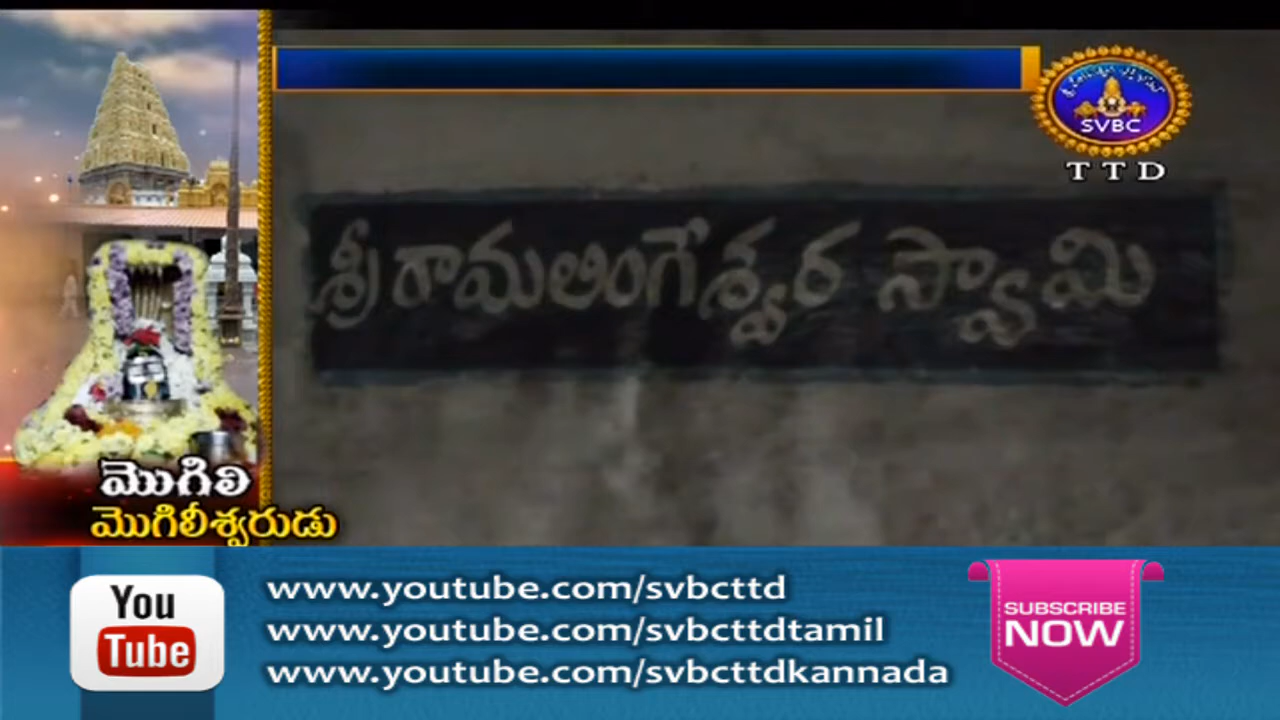 SVBC
T T D
శ్రీ రామలింగేశ్వర స్వామి
మొగిలి
మొగిలీశ్వరుడు
You
Tube
www.youtube.com/svbcttd
www.youtube.com/svbcttdtamil
www.youtube.com/svbcttdkannada
SUBSCRIBE
NOW